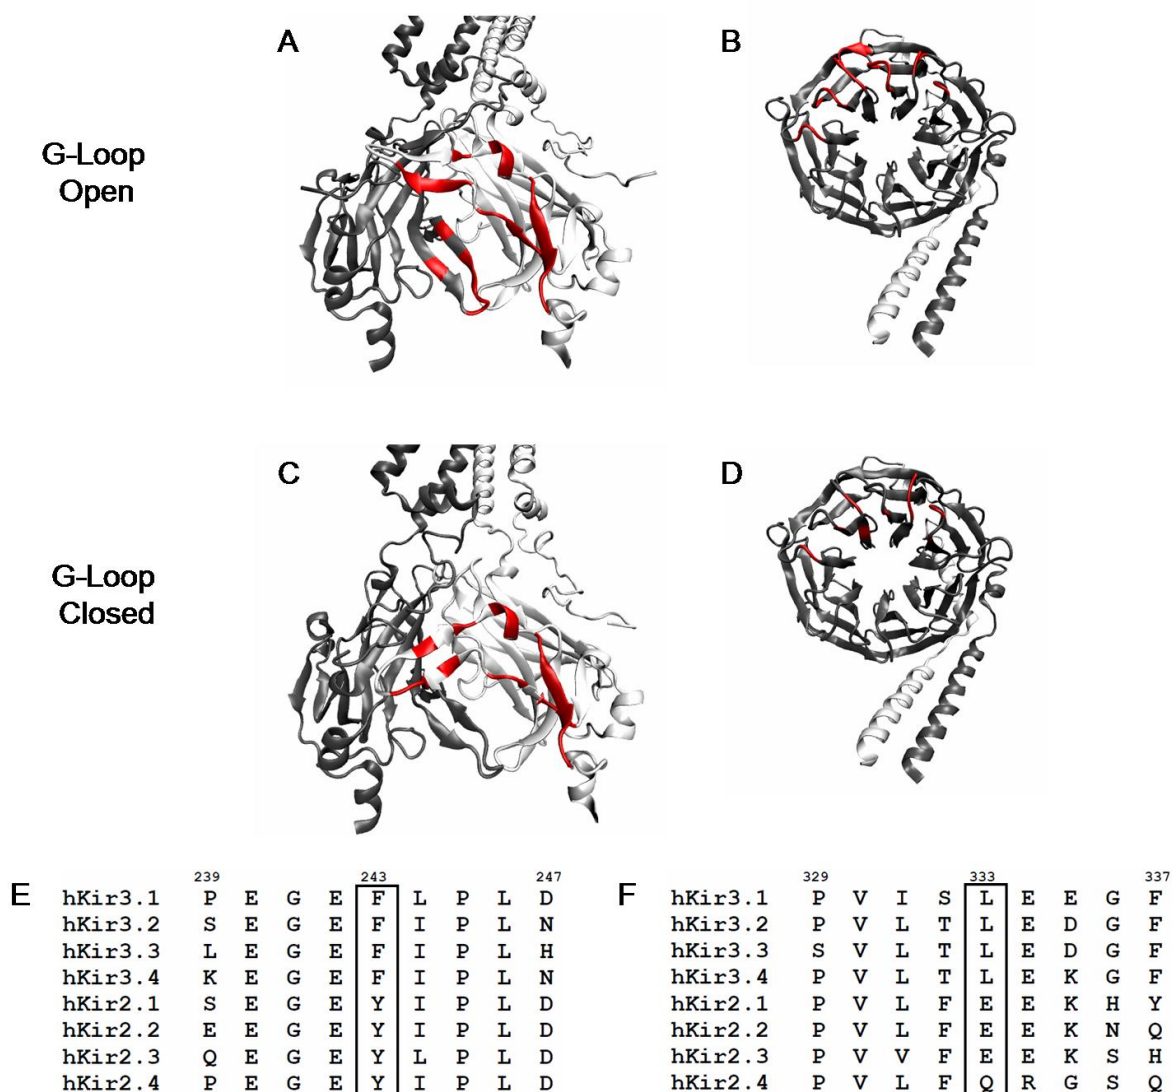 A
B
G-Loop
Open
C
D
G-Loop
Closed
E
239 243 247
hKir3.1 P E G E F L P L D
hKir3.2 S E G E F I P L N
hKir3.3 L E G E F I P L H
hKir3.4 K E G E F I P L N
hKir2.1 S E G E Y I P L D
hKir2.2 E E G E Y I P L D
hKir2.3 Q E G E Y L P L D
hKir2.4 P E G E Y I P L D
F
329 333 337
hKir3.1 P V I S L E E G F
hKir3.2 P V L T L E D G F
hKir3.3 S V L T L E D G F
hKir3.4 P V L T L E K G F
hKir2.1 P V L F E E K H Y
hKir2.2 P V L F E E K N Q
hKir2.3 P V V F E E K S H
hKir2.4 P V L F Q R G S Q